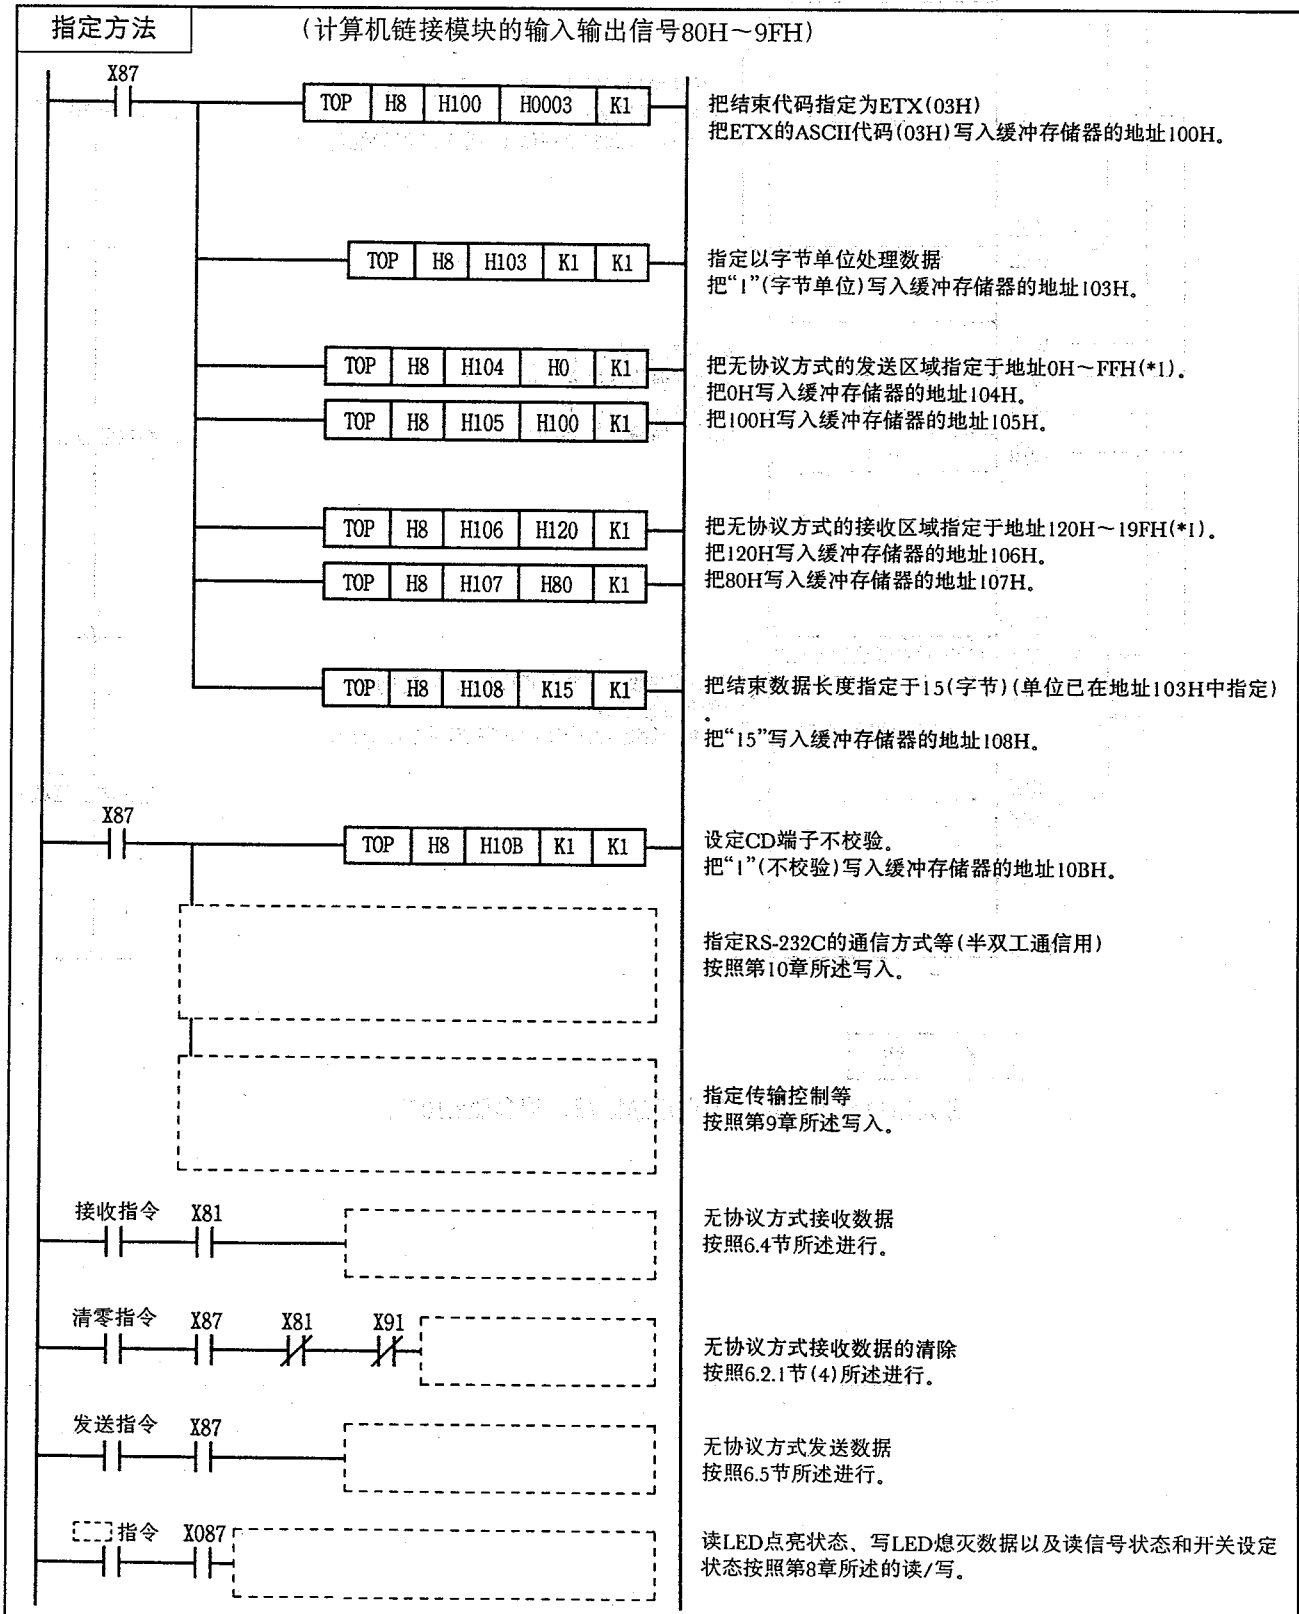 指定方法
(计算机链接模块的输入输出信号80H～9FH)
X87
TOP H8 H100 H0003 K1
把结束代码指定为ETX(03H)
把ETX的ASCII代码(03H)写入缓冲存储器的地址100H。
TOP H8 H103 K1 K1
指定以字节单位处理数据
把“1”(字节单位)写入缓冲存储器的地址103H。
TOP H8 H104 H0 K1
把无协议方式的发送区域指定于地址0H～FFH(*1)。
把0H写入缓冲存储器的地址104H。
TOP H8 H105 H100 K1
把100H写入缓冲存储器的地址105H。
TOP H8 H106 H120 K1
把无协议方式的接收区域指定于地址120H～19FH(*1)。
把120H写入缓冲存储器的地址106H。
TOP H8 H107 H80 K1
把80H写入缓冲存储器的地址107H。
TOP H8 H108 K15 K1
把结束数据长度指定于15(字节)(单位已在地址103H中指定)
。
把“15”写入缓冲存储器的地址108H。
X87
TOP H8 H10B K1 K1
设定CD端子不校验。
把“1”(不校验)写入缓冲存储器的地址10BH。
指定RS-232C的通信方式等(半双工通信用)
按照第10章所述写入。
指定传输控制等
按照第9章所述写入。
接收指令 X81
无协议方式接收数据
按照6.4节所述进行。
清零指令 X87 X81 X91
无协议方式接收数据的清除
按照6.2.1节(4)所述进行。
发送指令 X87
无协议方式发送数据
按照6.5节所述进行。
指令 X087
读LED点亮状态、写LED熄灭数据以及读信号状态和开关设定
状态按照第8章所述的读/写。